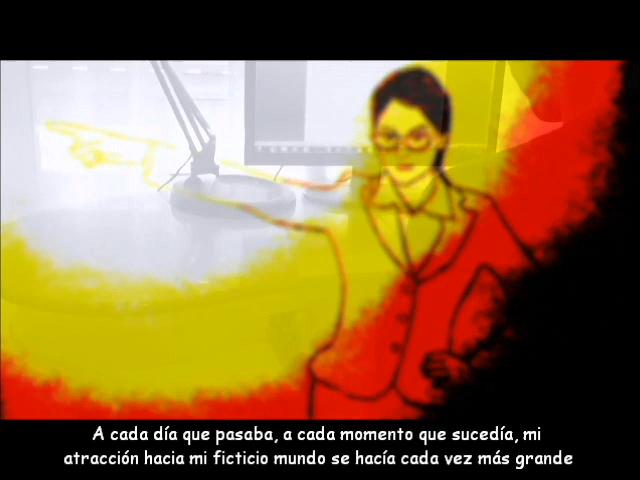 A cada día que pasaba, a cada momento que sucedía, mi
atracción hacia mi ficticio mundo se hacía cada vez más grande